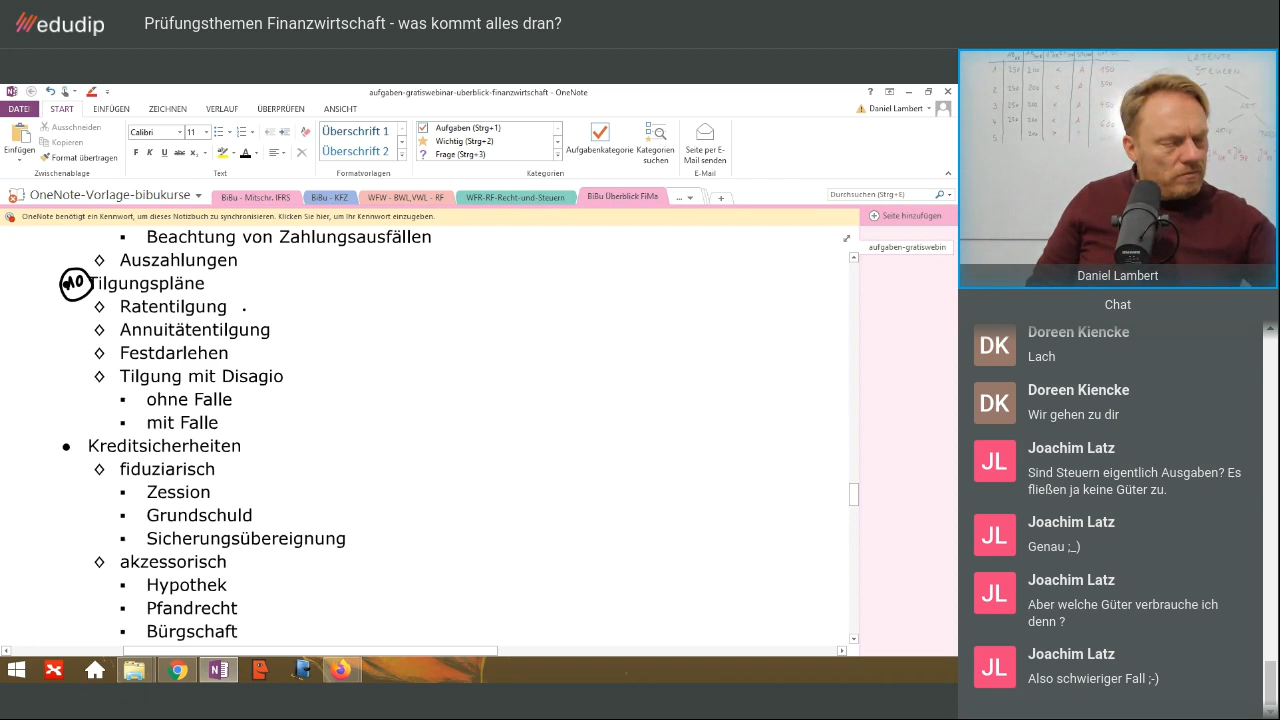 edudip
Prüfungsthemen Finanzwirtschaft - was kommt alles dran?
aufgaben-gratiswebinar-uberblick-finanzwirtschaft - OneNote
DATEI START EINFÜGEN ZEICHNEN VERLAUF ÜBERPRÜFEN ANSICHT
Daniel Lambert
Einfügen
Ausschneiden
Kopieren
Format übertragen
Zwischenablage
Calibri 11
F K U abc
Text
Überschrift 1
Überschrift 2
Formatvorlagen
Aufgaben (Strg+1)
Wichtig (Strg+2)
Frage (Strg+3)
Aufgabenkategorie
Kategorien suchen
Kategorien
Seite per E-Mail senden
E-Mail
OneNote-Vorlage-bibukurse
BiBu - Mitschr. IFRS
BiBu - KFZ
WFW - BWL,VWL - RF
WFR-RF-Recht-und-Steuern
BiBu Überblick FiMa
...
Durchsuchen (Strg+E)
OneNote benötigt ein Kennwort, um dieses Notizbuch zu synchronisieren. Klicken Sie hier, um Ihr Kennwort einzugeben.
Seite hinzufügen
aufgaben-gratiswebin
Beachtung von Zahlungsausfällen
Auszahlungen
10 Tilgungspläne
Ratentilgung
Annuitätentilgung
Festdarlehen
Tilgung mit Disagio
ohne Falle
mit Falle
Kreditsicherheiten
fiduziarisch
Zession
Grundschuld
Sicherungsübereignung
akzessorisch
Hypothek
Pfandrecht
Bürgschaft
LATENTE
STEUERN
Daniel Lambert
Chat
Doreen Kiencke
DK
Lach
Doreen Kiencke
DK
Wir gehen zu dir
Joachim Latz
JL
Sind Steuern eigentlich Ausgaben? Es
fließen ja keine Güter zu.
Joachim Latz
JL
Genau ;_)
Joachim Latz
JL
Aber welche Güter verbrauche ich
denn ?
Joachim Latz
JL
Also schwieriger Fall ;-)